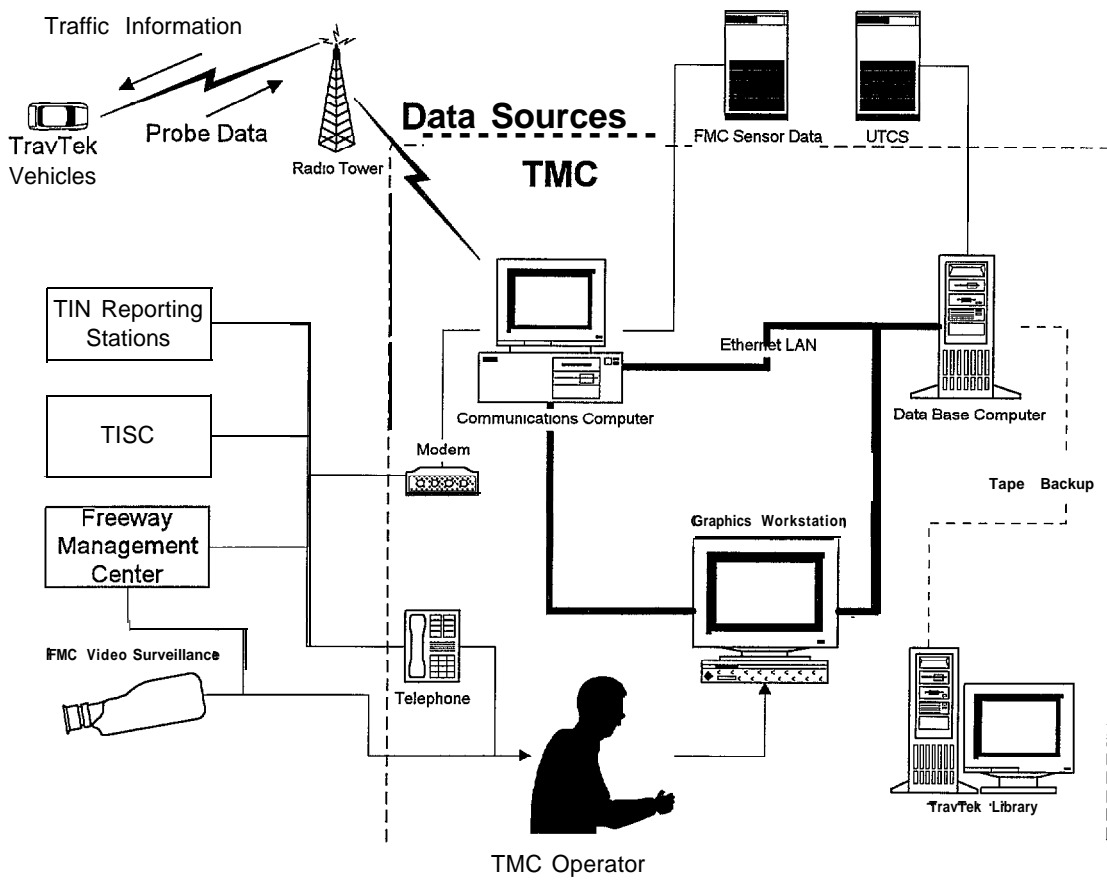 Traffic Information
Probe Data
TravTek
Vehicles
Radio Tower
Data Sources
TMC
FMC Sensor Data
UTCS
TIN Reporting
Stations
TISC
Freeway
Management
Center
FMC Video Surveillance
Communications Computer
Modem
Ethernet LAN
Data Base Computer
Tape Backup
Graphics Workstation
Telephone
TravTek Library
TMC Operator